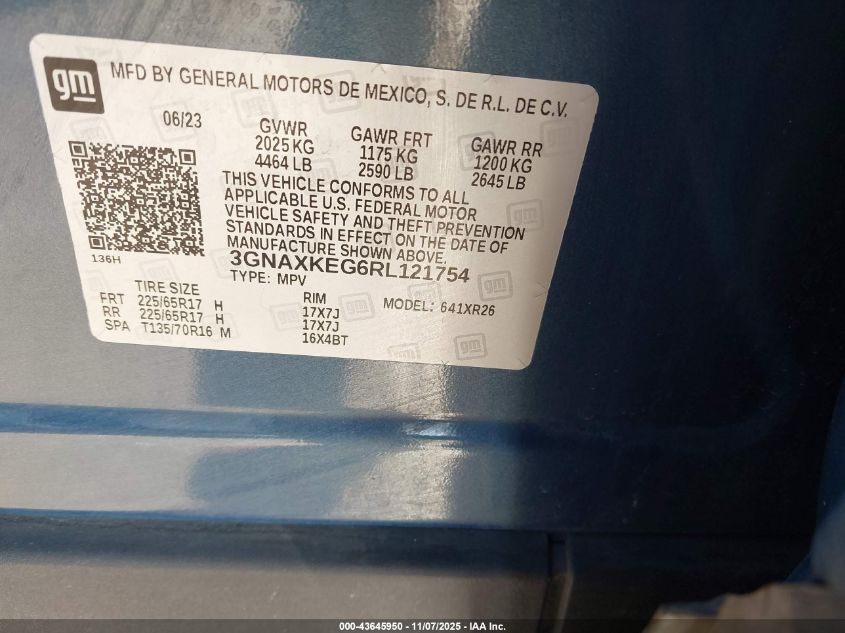 gm
MFD BY GENERAL MOTORS DE MEXICO, S. DE R.L. DE C.V.
06/23 GVWR GAWR FRT GAWR RR
2025 KG 1175 KG 1200 KG
4464 LB 2590 LB 2645 LB
THIS VEHICLE CONFORMS TO ALL
APPLICABLE U.S. FEDERAL MOTOR
VEHICLE SAFETY AND THEFT PREVENTION
STANDARDS IN EFFECT ON THE DATE OF
MANUFACTURE SHOWN ABOVE.
136H
3GNAXKEG6RL121754
TYPE: MPV
TIRE SIZE RIM MODEL: 641XR26
FRT 225/65R17 H 17X7J
RR 225/65R17 H 17X7J
SPA T135/70R16 M 16X4BT
000-43645950 - 11/07/2025 - IAA Inc.